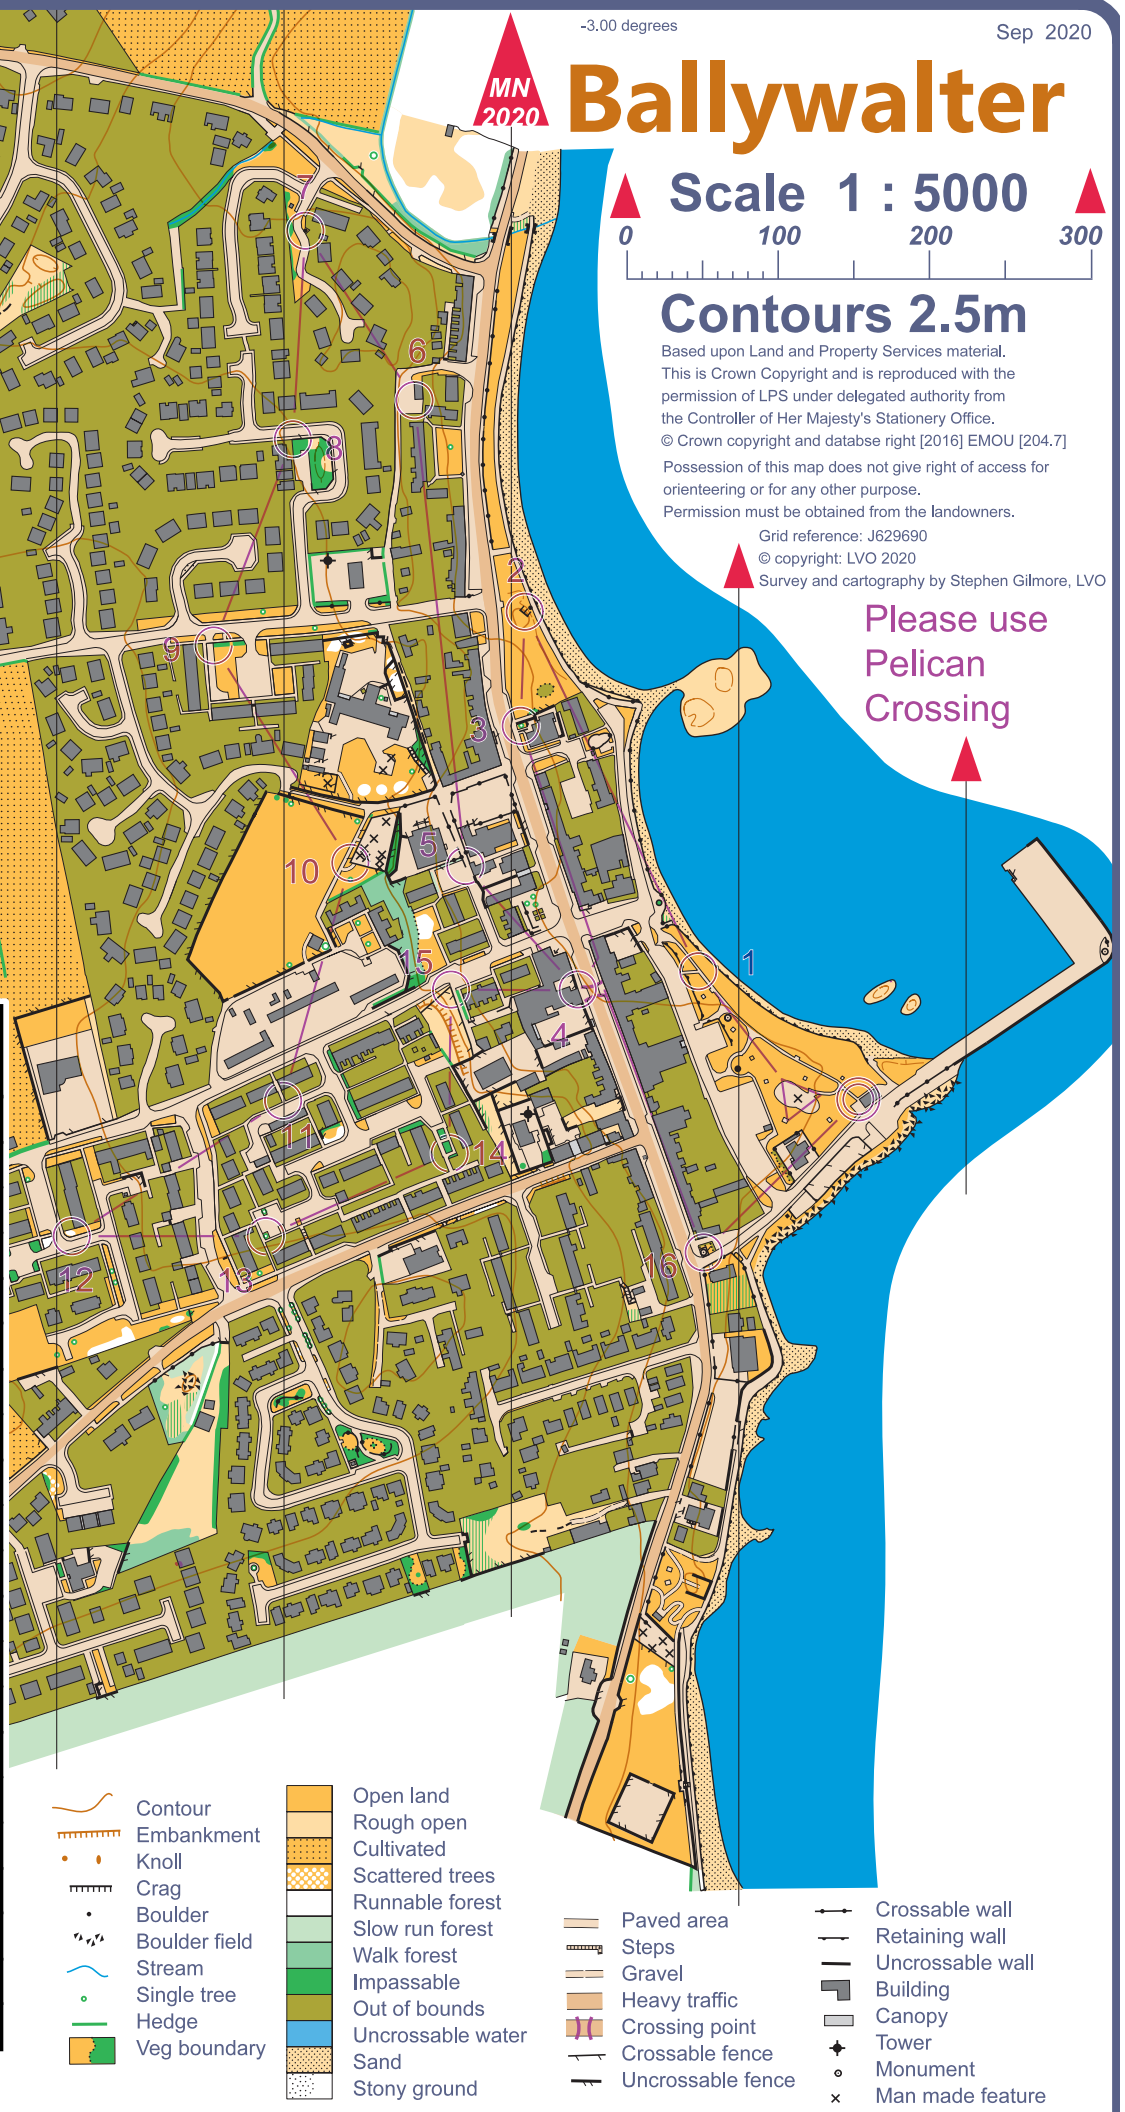 -3.00 degrees
Sep 2020
MN
2020
Ballywalter
Scale 1 : 5000
0 100 200 300
Contours 2.5m
Based upon Land and Property Services material.
This is Crown Copyright and is reproduced with the
permission of LPS under delegated authority from
the Controller of Her Majesty's Stationery Office.
© Crown copyright and databse right [2016] EMOU [204.7]
Possession of this map does not give right of access for
orienteering or for any other purpose.
Permission must be obtained from the landowners.
Grid reference: J629690
© copyright: LVO 2020
Survey and cartography by Stephen Gilmore, LVO
Please use
Pelican
Crossing
7
6
8
2
9
3
5
10
15
1
4
11
14
12
13
16
Contour
Embankment
Knoll
Crag
Boulder
Boulder field
Stream
Single tree
Hedge
Veg boundary
Open land
Rough open
Cultivated
Scattered trees
Runnable forest
Slow run forest
Walk forest
Impassable
Out of bounds
Uncrossable water
Sand
Stony ground
Paved area
Steps
Gravel
Heavy traffic
Crossing point
Crossable fence
Uncrossable fence
Crossable wall
Retaining wall
Uncrossable wall
Building
Canopy
Tower
Monument
Man made feature